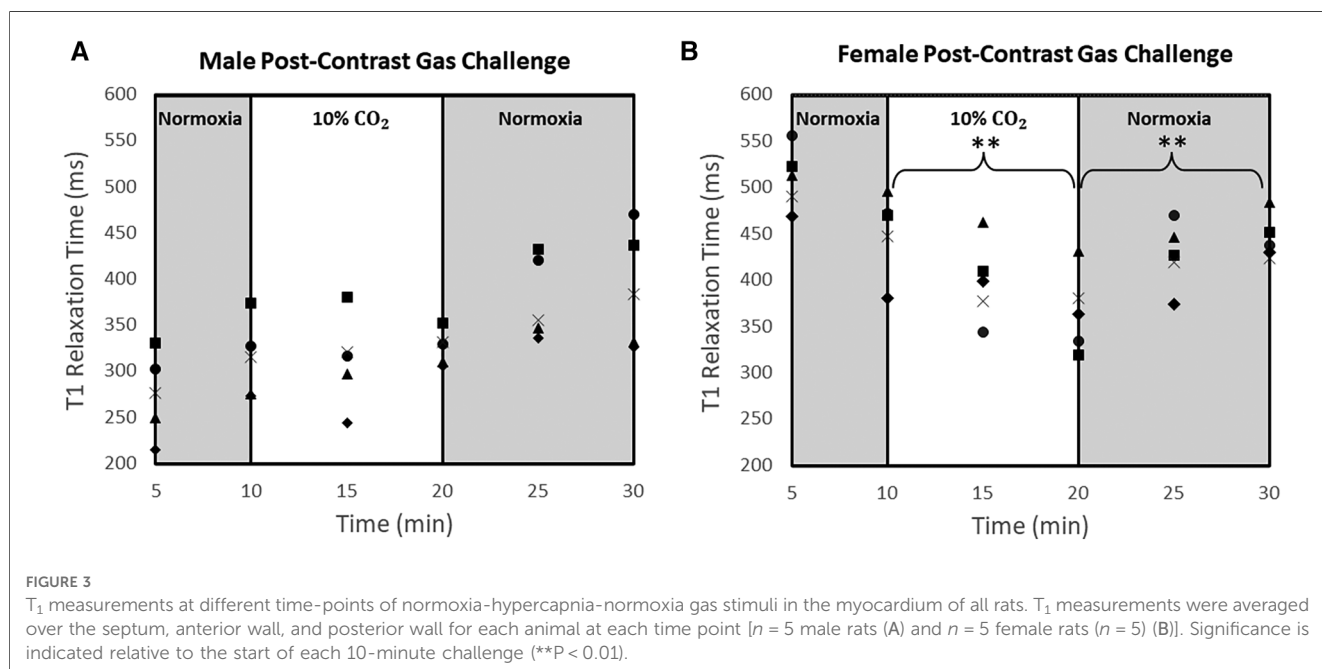 A
Male Post-Contrast Gas Challenge
T1 Relaxation Time (ms)
600
550
500
450
400
350
300
250
200
Normoxia
10% CO₂
Normoxia
5
10
15
20
25
30
Time (min)
B
Female Post-Contrast Gas Challenge
T1 Relaxation Time (ms)
600
550
500
450
400
350
300
250
200
Normoxia
10% CO₂
Normoxia
**
**
5
10
15
20
25
30
Time (min)
FIGURE 3
T₁ measurements at different time-points of normoxia-hypercapnia-normoxia gas stimuli in the myocardium of all rats. T₁ measurements were averaged
over the septum, anterior wall, and posterior wall for each animal at each time point [n = 5 male rats (A) and n = 5 female rats (n = 5) (B)]. Significance is
indicated relative to the start of each 10-minute challenge (**P < 0.01).